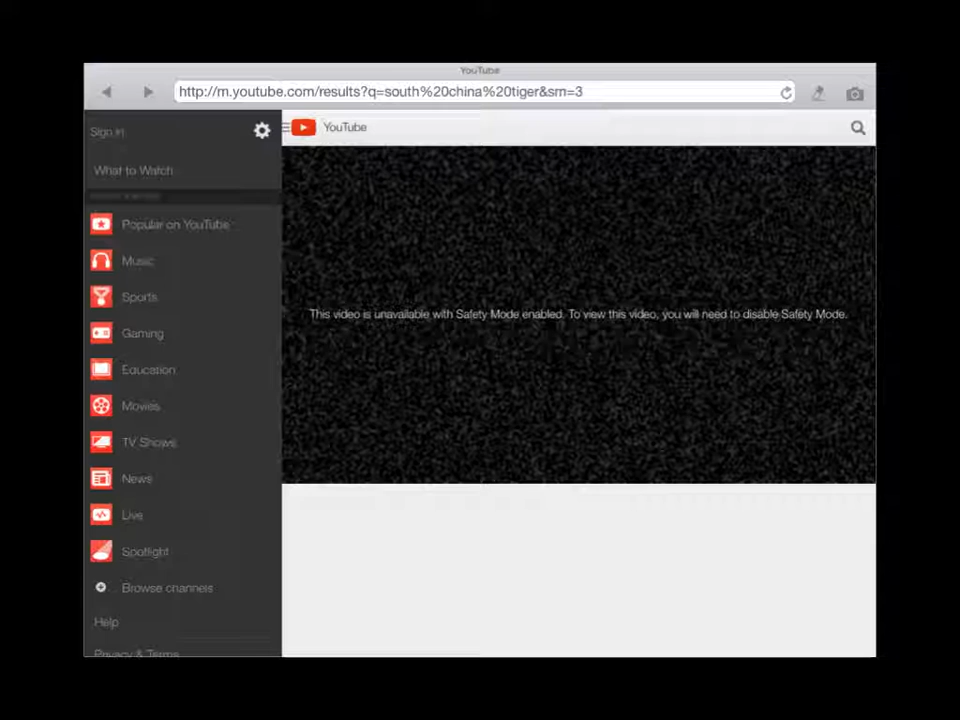 YouTube
http://m.youtube.com/results?q=south%20china%20tiger&sm=3
Sign in
YouTube
What to Watch
Popular on YouTube
Music
Sports
Gaming
Education
Movies
TV Shows
News
Live
Spotlight
Browse channels
Help
Privacy & Terms
This video is unavailable with Safety Mode enabled. To view this video, you will need to disable Safety Mode.